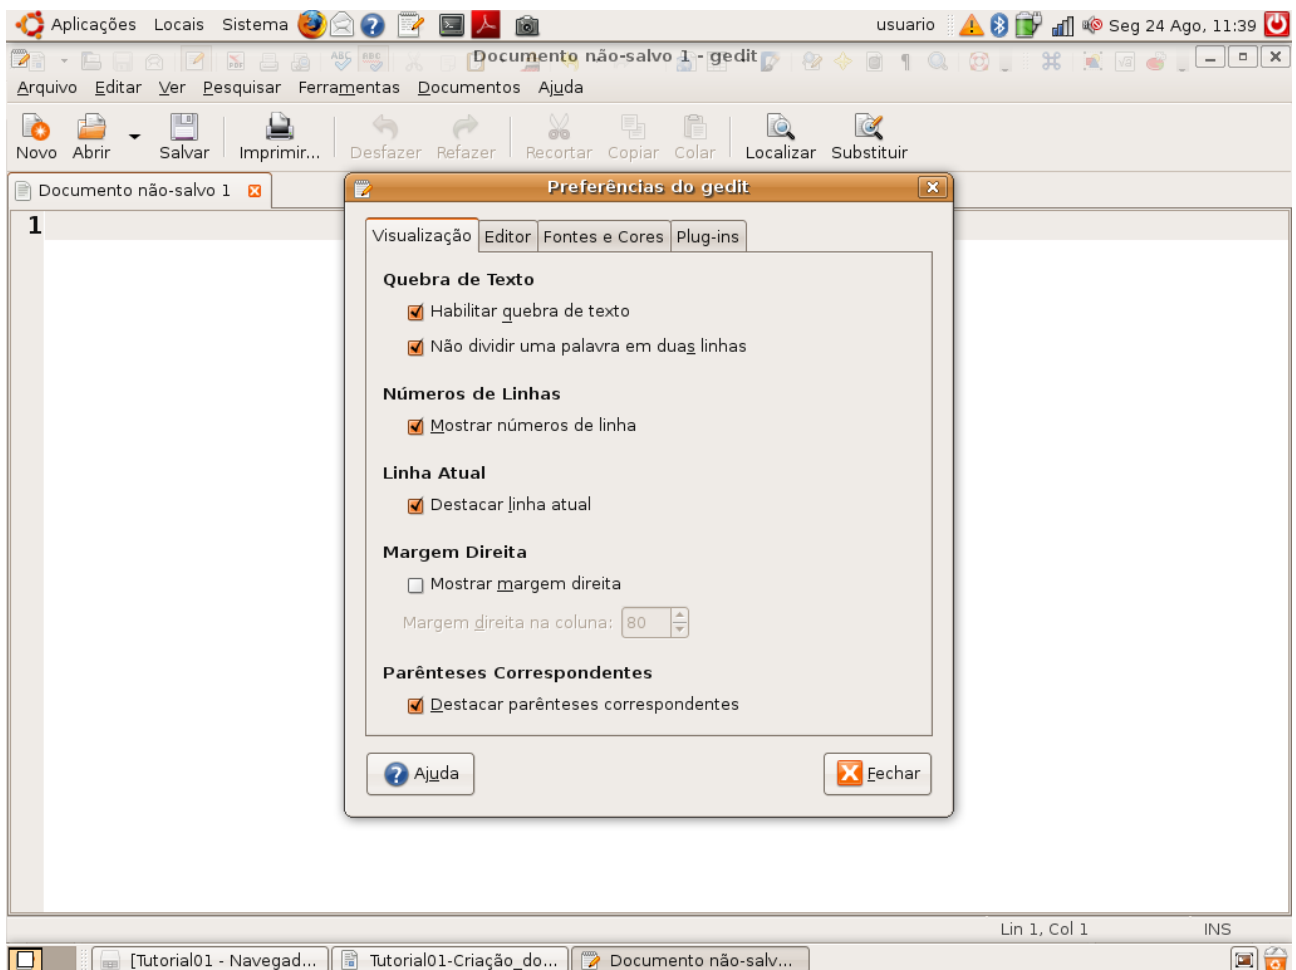 Aplicações Locais Sistema usuario Seg 24 Ago, 11:39
Documento não-salvo 1 - gedit
Arquivo Editar Ver Pesquisar Ferramentas Documentos Ajuda
Novo Abrir Salvar Imprimir... Desfazer Refazer Recortar Copiar Colar Localizar Substituir
Documento não-salvo 1
1
Preferências do gedit
Visualização Editor Fontes e Cores Plug-ins
Quebra de Texto
Habilitar quebra de texto
Não dividir uma palavra em duas linhas
Números de Linhas
Mostrar números de linha
Linha Atual
Destacar linha atual
Margem Direita
Mostrar margem direita
Margem direita na coluna: 80
Parênteses Correspondentes
Destacar parênteses correspondentes
Ajuda Fechar
Lin 1, Col 1 INS
[Tutorial01 - Navegad... Tutorial01-Criação_do... Documento não-salv...